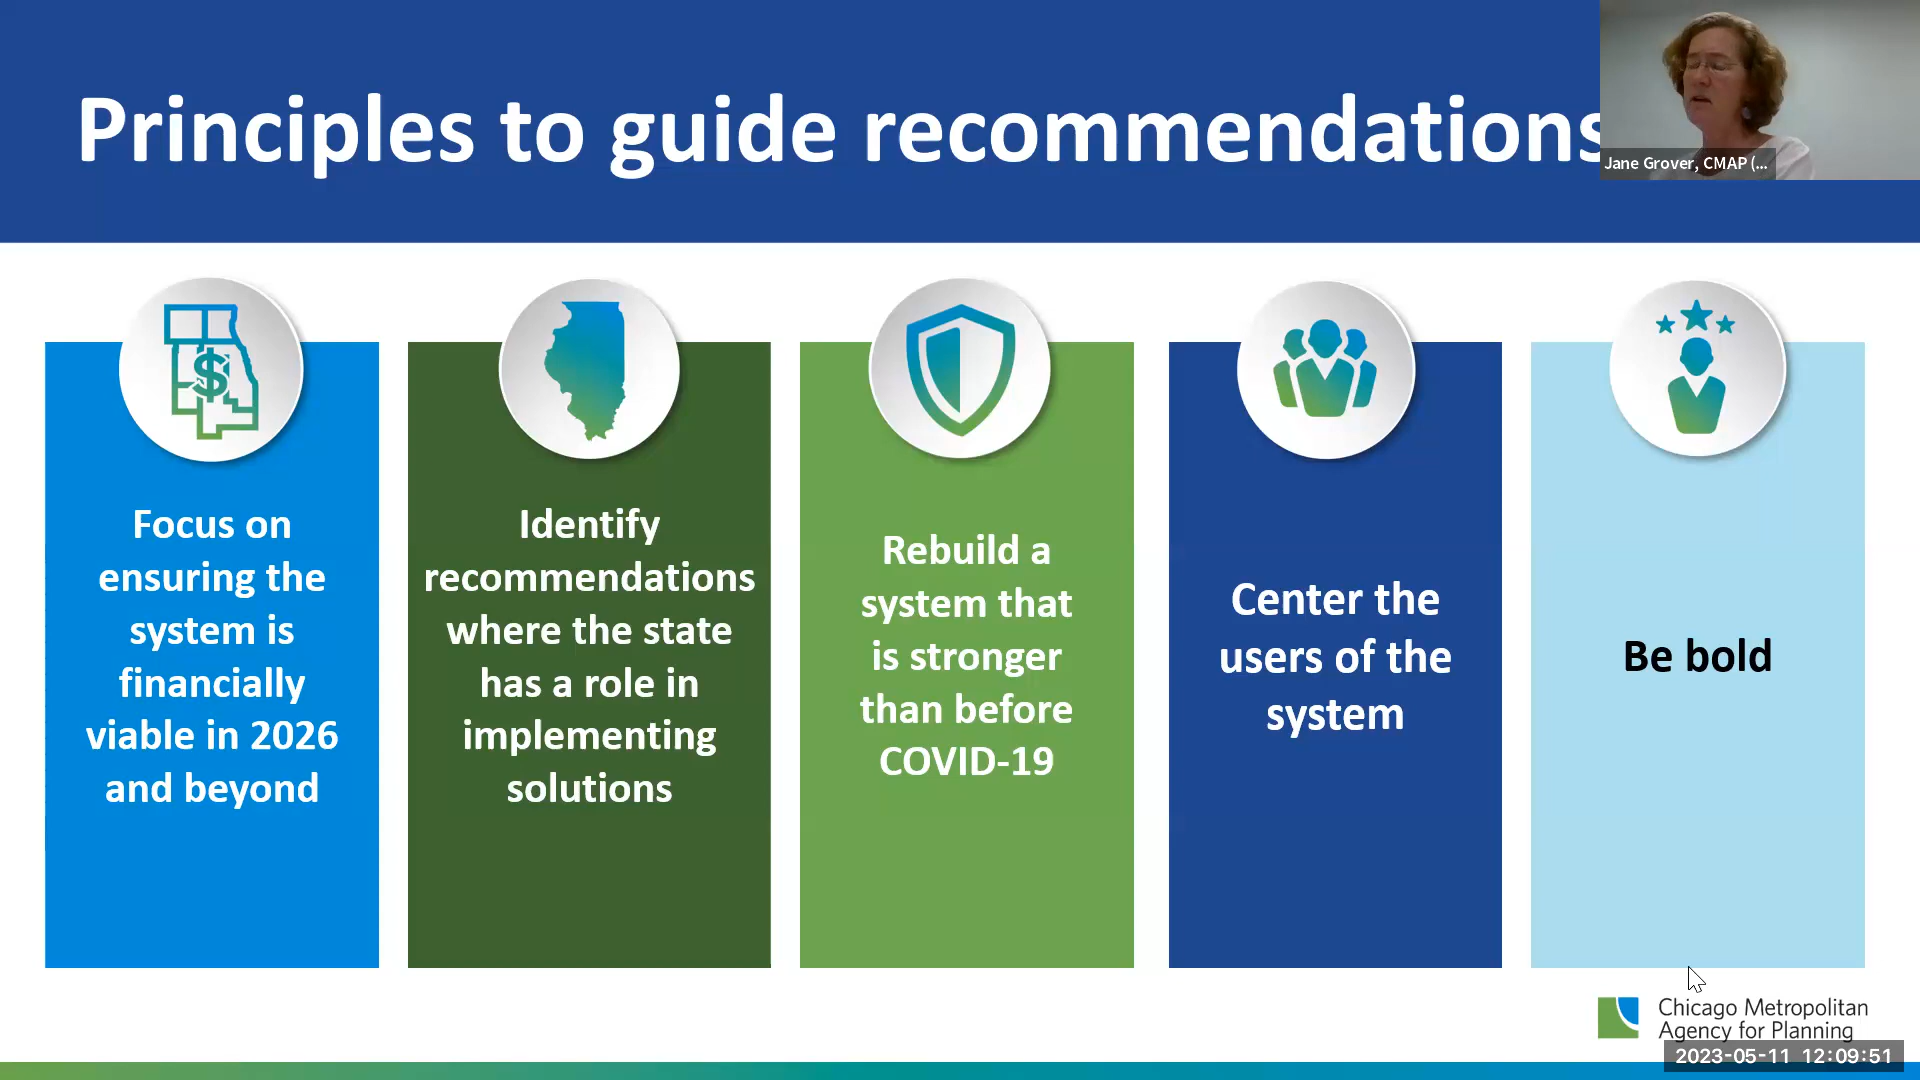 Principles to guide recommendations
Jane Grover, CMAP (...
$
Focus on
ensuring the
system is
financially
viable in 2026
and beyond
Identify
recommendations
where the state
has a role in
implementing
solutions
Rebuild a
system that
is stronger
than before
COVID-19
Center the
users of the
system
Be bold
Chicago Metropolitan
Agency for Planning
2023-05-11 12:09:51